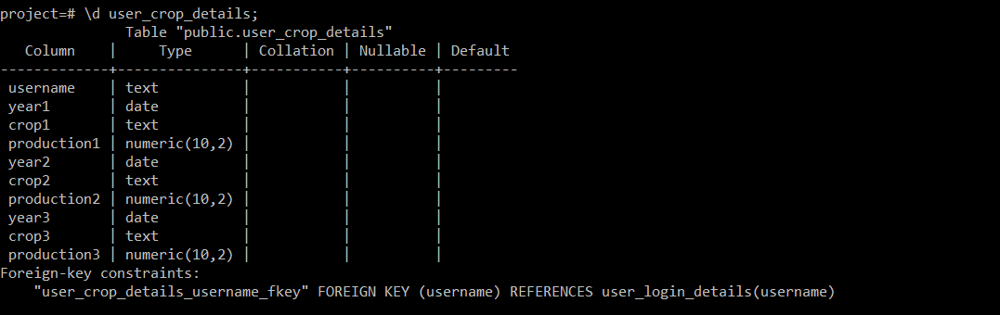 project=# \d user_crop_details;
               Table "public.user_crop_details"
   Column    |     Type      | Collation | Nullable | Default
-------------+---------------+-----------+----------+---------
 username    | text          |           |          |
 year1       | date          |           |          |
 crop1       | text          |           |          |
 production1 | numeric(10,2) |           |          |
 year2       | date          |           |          |
 crop2       | text          |           |          |
 production2 | numeric(10,2) |           |          |
 year3       | date          |           |          |
 crop3       | text          |           |          |
 production3 | numeric(10,2) |           |          |
Foreign-key constraints:
    "user_crop_details_username_fkey" FOREIGN KEY (username) REFERENCES user_login_details(username)